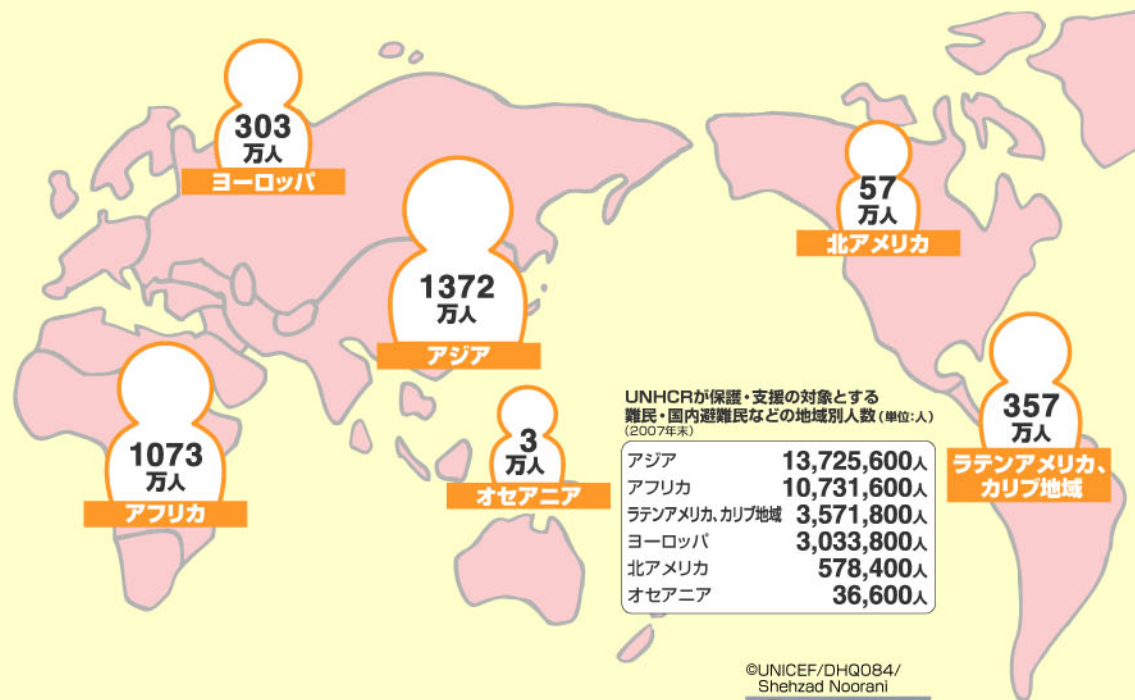 303
万人
ヨーロッパ
1372
万人
アジア
57
万人
北アメリカ
1073
万人
アフリカ
3
万人
オセアニア
357
万人
ラテンアメリカ、
カリブ地域
UNHCRが保護・支援の対象とする
難民・国内避難民などの地域別人数(単位:人)
(2007年末)
アジア 13,725,600人
アフリカ 10,731,600人
ラテンアメリカ、カリブ地域 3,571,800人
ヨーロッパ 3,033,800人
北アメリカ 578,400人
オセアニア 36,600人
©UNICEF/DHQ084/
Shehzad Noorani